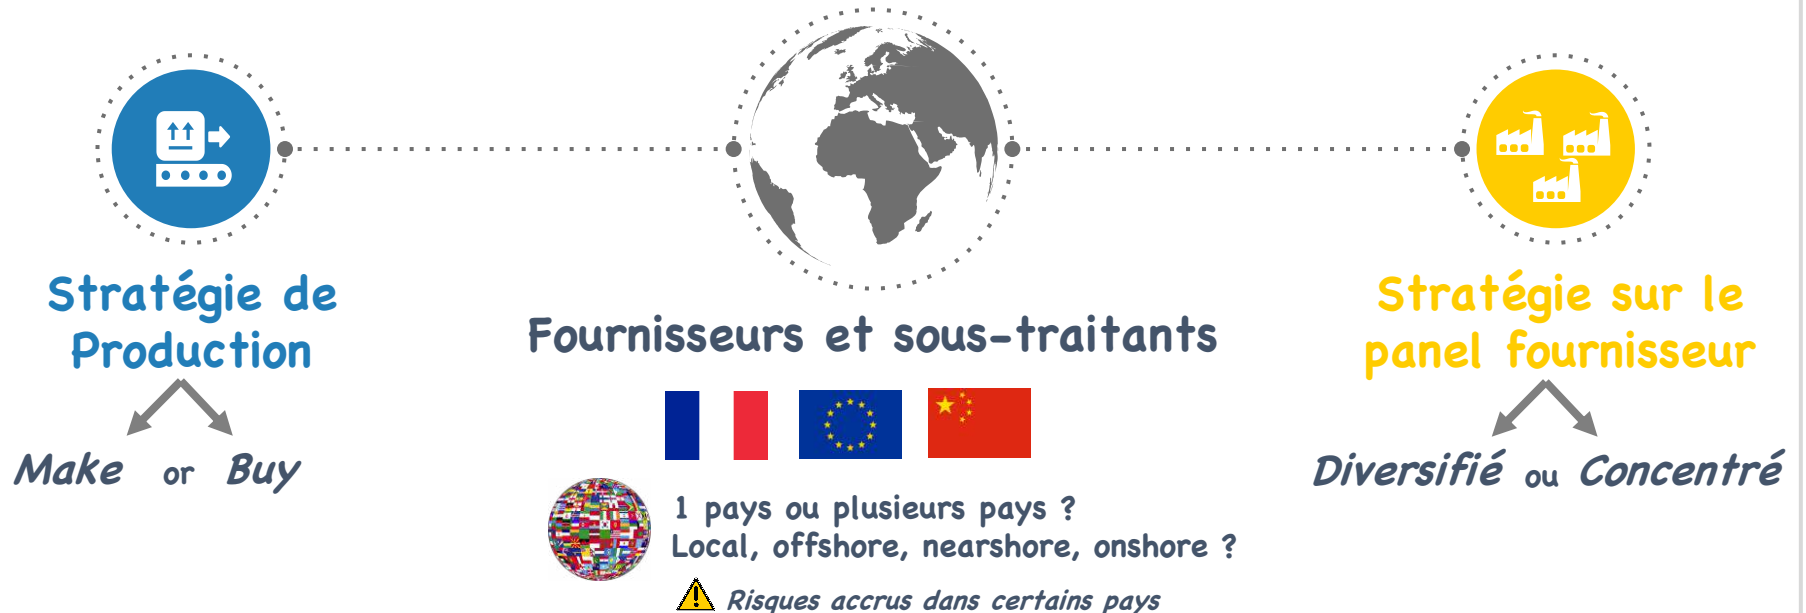 Stratégie de
Production
Make or Buy
Fournisseurs et sous-traitants
1 pays ou plusieurs pays ?
Local, offshore, nearshore, onshore ?
Risques accrus dans certains pays
Stratégie sur le
panel fournisseur
Diversifié ou Concentré